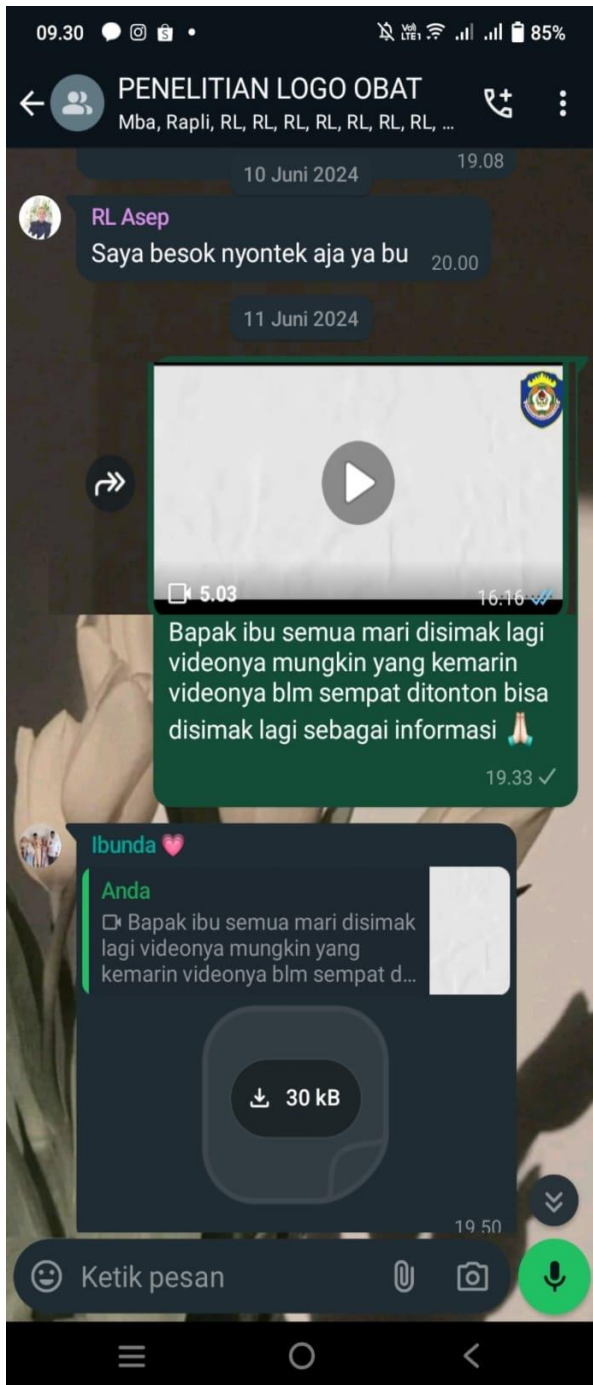 09.30
Vo)
LTE1
85%
PENELITIAN LOGO OBAT
Mba, Rapli, RL, RL, RL, RL, RL, RL, RL, ...
19.08
10 Juni 2024
RL Asep
Saya besok nyontek aja ya bu
20.00
11 Juni 2024
5.03
16.16
Bapak ibu semua mari disimak lagi
videonya mungkin yang kemarin
videonya blm sempat ditonton bisa
disimak lagi sebagai informasi 🙏🏻
19.33
Ibunda 💗
Anda
Bapak ibu semua mari disimak
lagi videonya mungkin yang
kemarin videonya blm sempat d...
30 kB
19.50
Ketik pesan